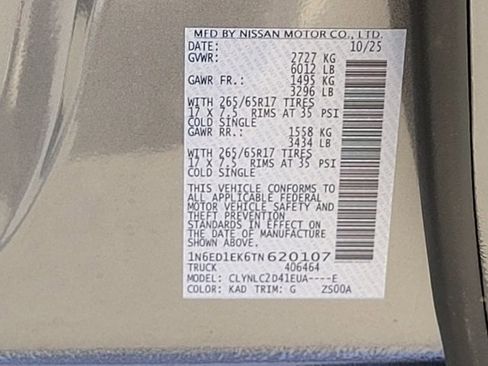 MFD BY NISSAN MOTOR CO., LTD.
DATE: 10/25
GVWR: 2727 KG
6012 LB
GAWR FR.: 1495 KG
3296 LB
WITH 265/65R17 TIRES
17 X 7.5 RIMS AT 35 PSI
COLD SINGLE
GAWR RR.: 1558 KG
3434 LB
WITH 265/65R17 TIRES
17 X 7.5 RIMS AT 35 PSI
COLD SINGLE
THIS VEHICLE CONFORMS TO
ALL APPLICABLE FEDERAL
MOTOR VEHICLE SAFETY AND
THEFT PREVENTION
STANDARDS IN EFFECT ON
THE DATE OF MANUFACTURE
SHOWN ABOVE.
1N6ED1EK6TN620107
TRUCK 406464
MODEL: CLYNLC2D41EUA----E
COLOR: KAD TRIM: G ZS00A